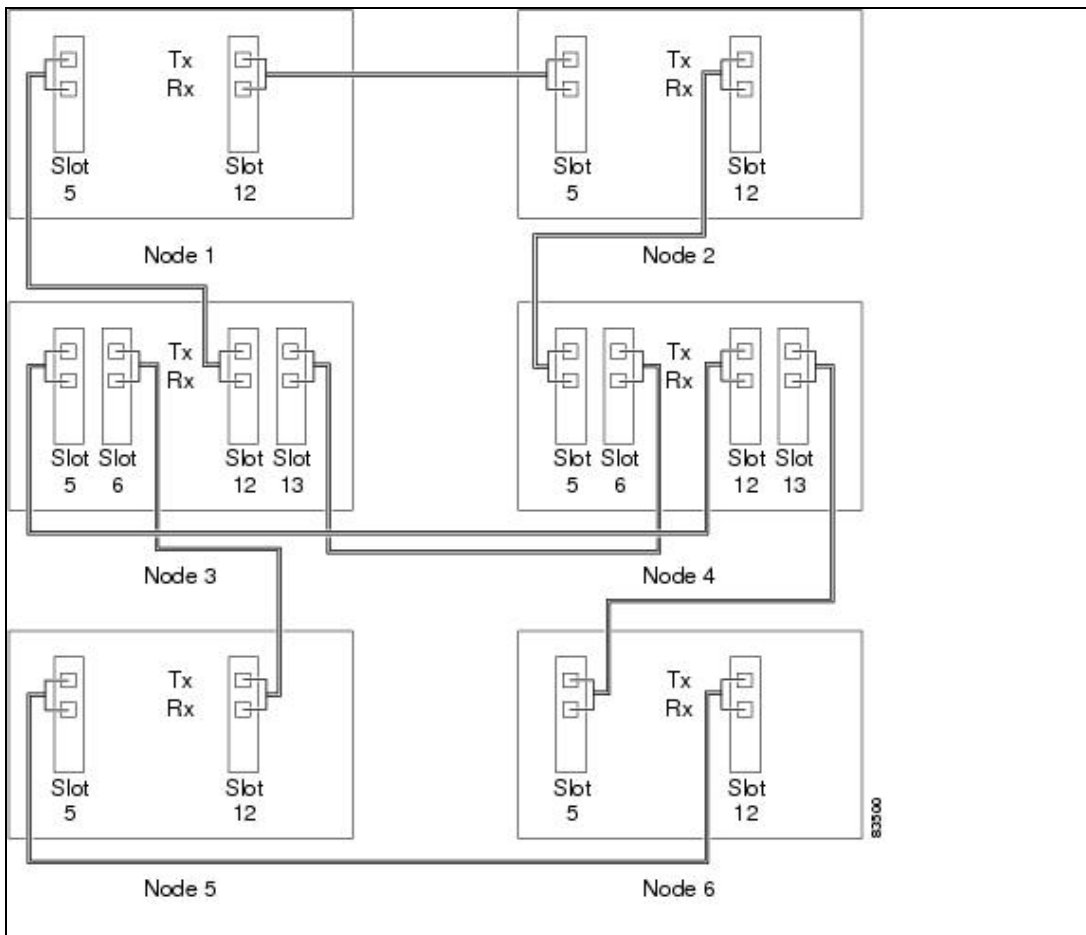 Tx
Rx
Slot
5
Slot
12
Node 1
Tx
Rx
Slot
5
Slot
12
Node 2
Tx
Rx
Slot Slot
5 6
Slot Slot
12 13
Node 3
Tx
Rx
Slot Slot
5 6
Slot Slot
12 13
Node 4
Tx
Rx
Slot
5
Slot
12
Node 5
Tx
Rx
Slot
5
Slot
12
Node 6
83500